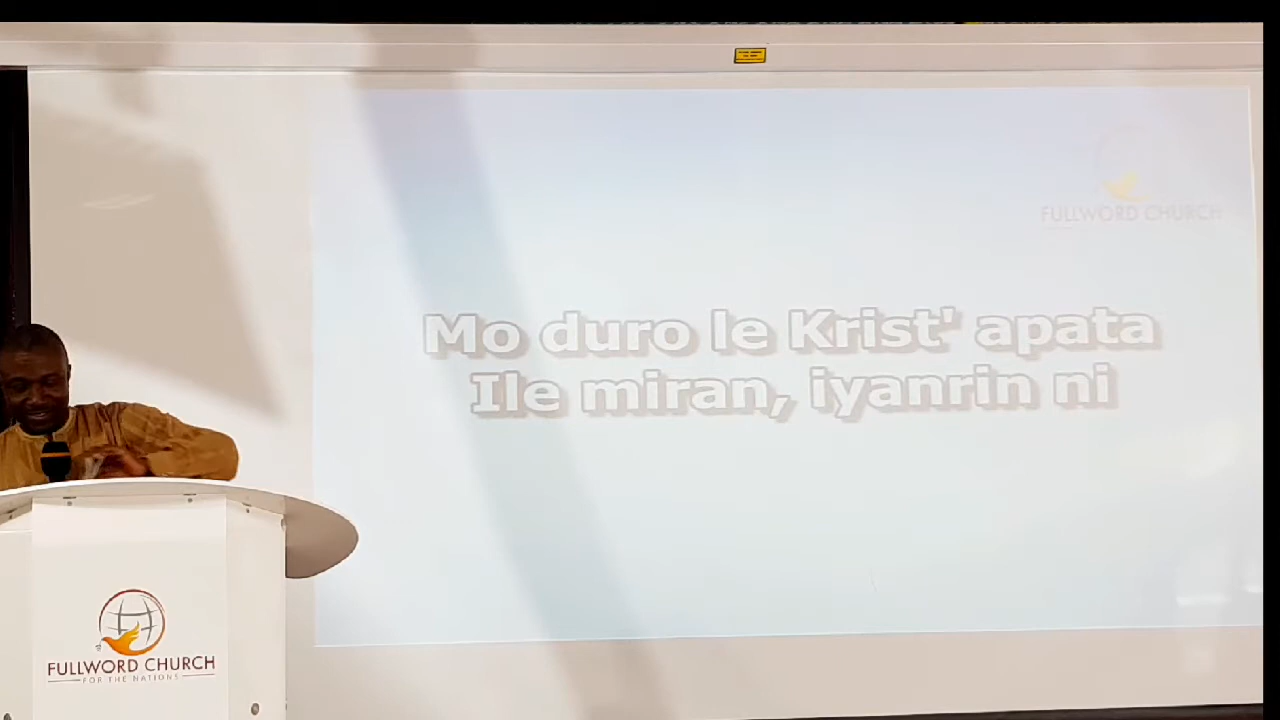 FULLWORD CHURCH
Mo duro le Krist' apata
Ile miran, iyanrin ni
FULLWORD CHURCH
FOR THE NATIONS